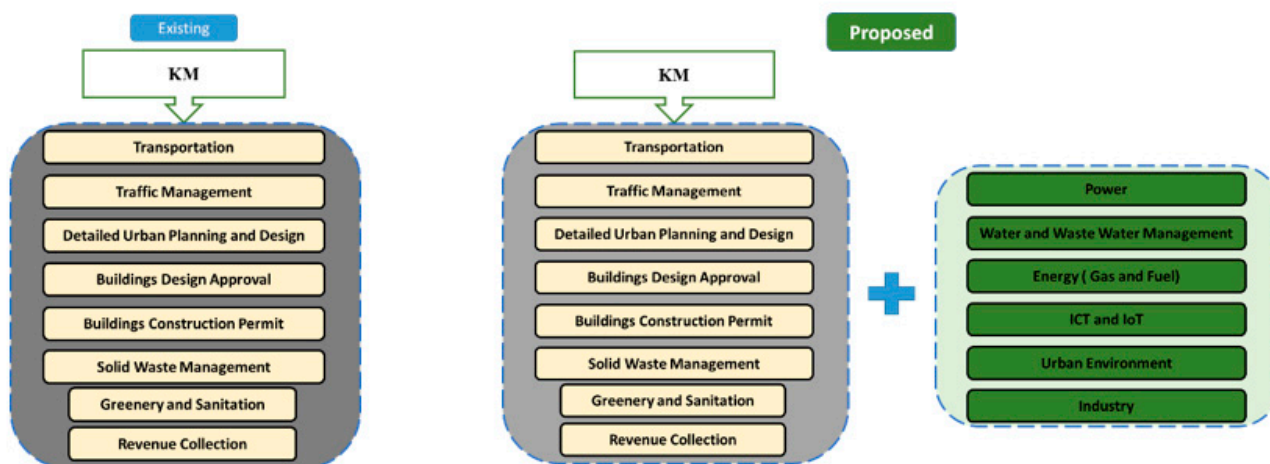 Existing
KM
Transportation
Traffic Management
Detailed Urban Planning and Design
Buildings Design Approval
Buildings Construction Permit
Solid Waste Management
Greenery and Sanitation
Revenue Collection
Proposed
KM
Transportation
Traffic Management
Detailed Urban Planning and Design
Buildings Design Approval
Buildings Construction Permit
Solid Waste Management
Greenery and Sanitation
Revenue Collection
Power
Water and Waste Water Management
Energy ( Gas and Fuel)
ICT and IoT
Urban Environment
Industry